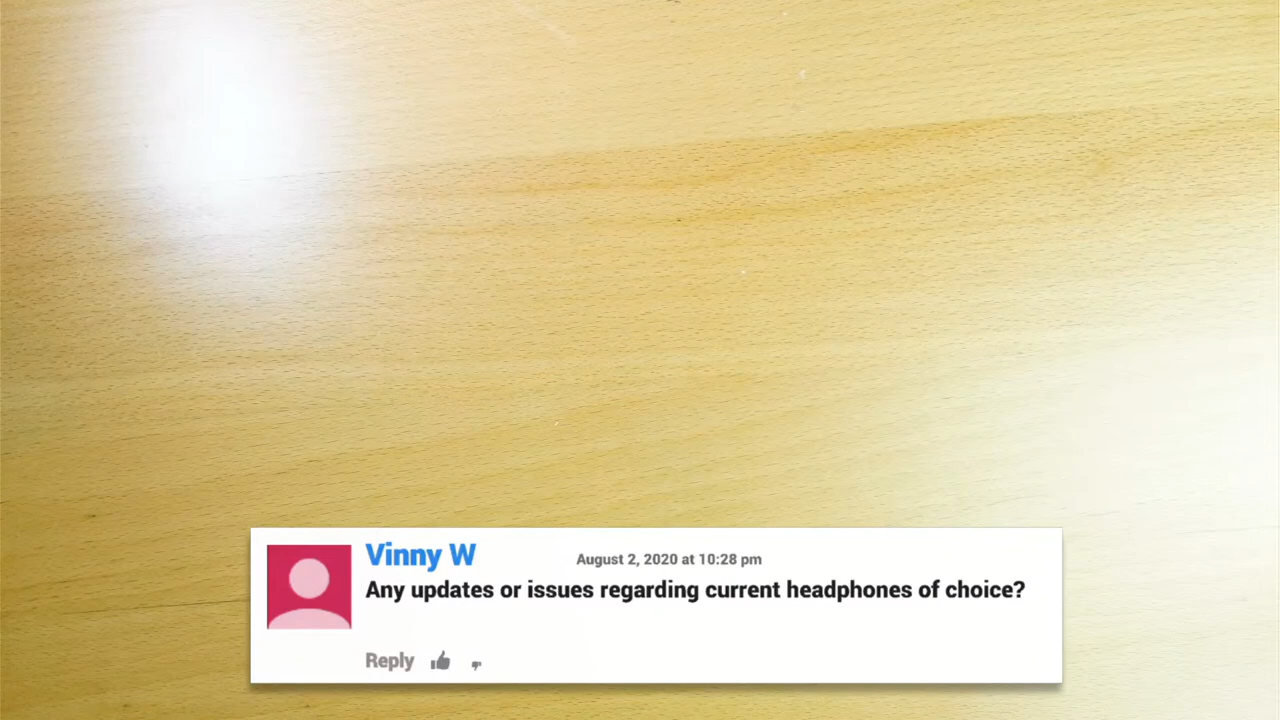 Vinny W August 2, 2020 at 10:28 pm
Any updates or issues regarding current headphones of choice?
Reply